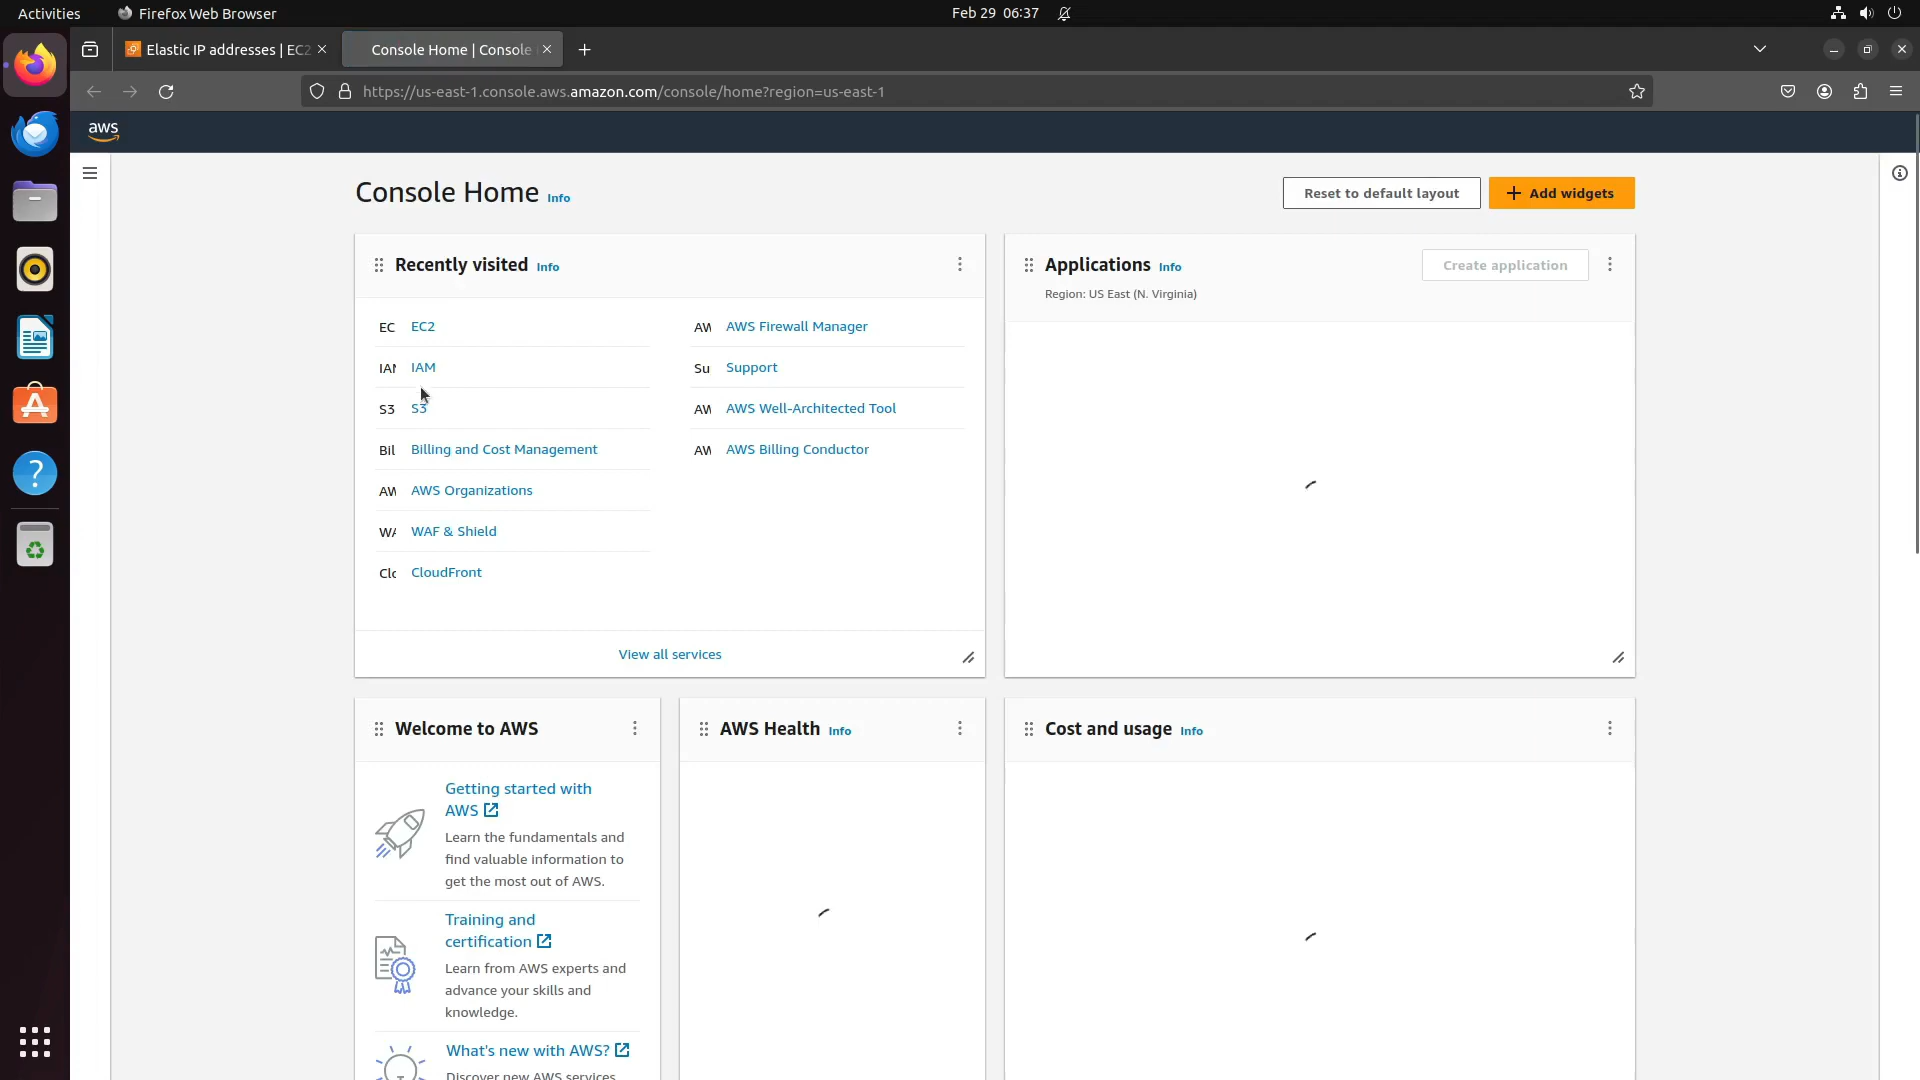 Activities
Firefox Web Browser
Feb 29 06:37
Elastic IP addresses | EC2
Console Home | Console
https://us-east-1.console.aws.amazon.com/console/home?region=us-east-1
aws
Console Home Info
Reset to default layout
Add widgets
Recently visited Info
EC EC2
IAM IAM
S3 S3
Bil Billing and Cost Management
AW AWS Organizations
WA WAF & Shield
Clo CloudFront
AW AWS Firewall Manager
Su Support
AW AWS Well-Architected Tool
AW AWS Billing Conductor
View all services
Applications Info
Create application
Region: US East (N. Virginia)
Welcome to AWS
Getting started with
AWS
Learn the fundamentals and
find valuable information to
get the most out of AWS.
Training and
certification
Learn from AWS experts and
advance your skills and
knowledge.
What's new with AWS?
Discover new AWS services
AWS Health Info
Cost and usage Info